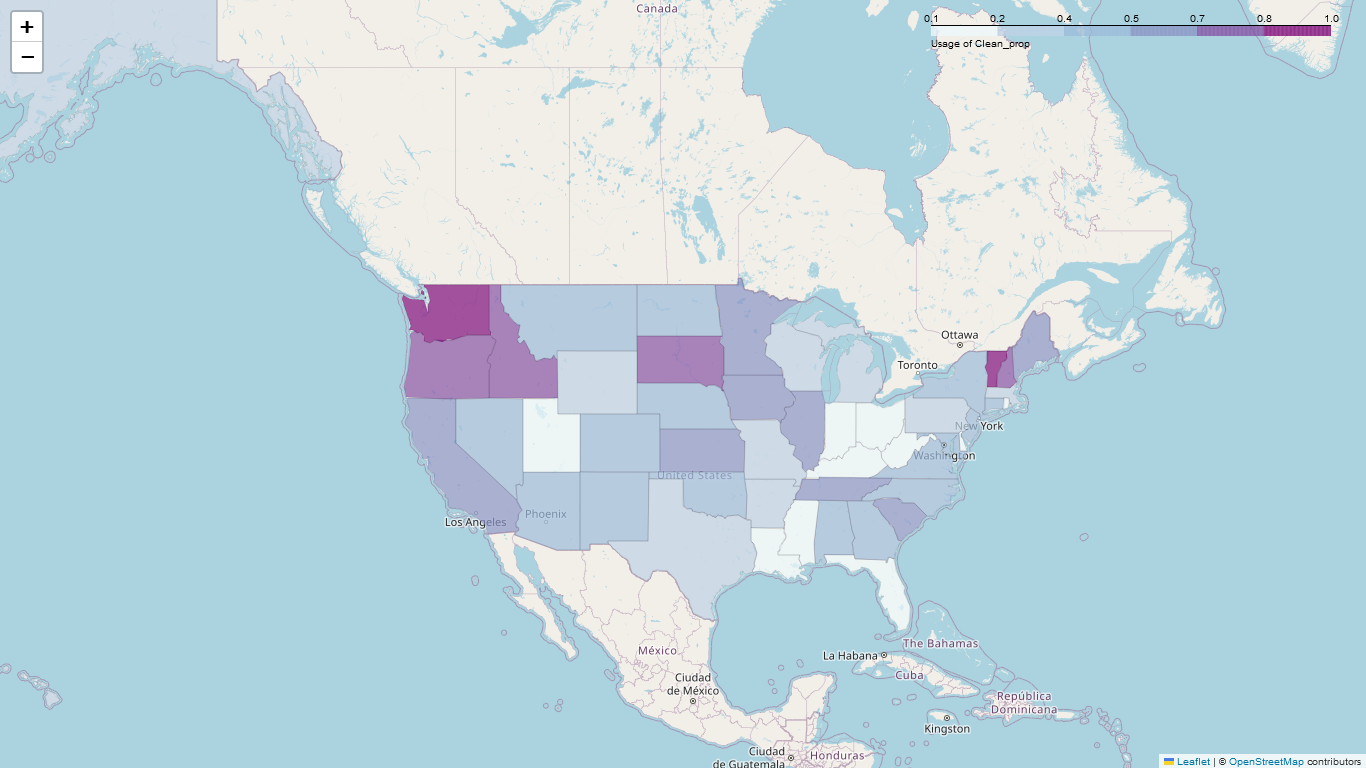 +
−
Canada
0.1 0.2 0.4 0.5 0.7 0.8 1.0
Usage of Clean_prop
Ottawa
Toronto
New York
Washington
United States
Phoenix
Los Angeles
The Bahamas
México
La Habana
Cuba
Ciudad
de México
República
Dominicana
Kingston
Ciudad
de Guatemala
Honduras
Leaflet | © OpenStreetMap contributors